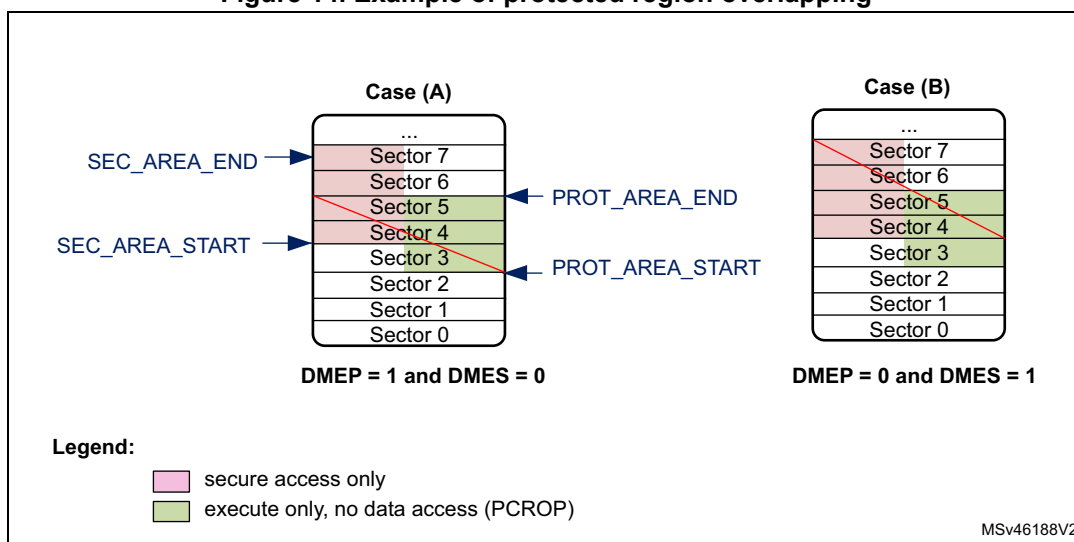 Case (A)
...
Sector 7
Sector 6
Sector 5
Sector 4
Sector 3
Sector 2
Sector 1
Sector 0
SEC_AREA_END
SEC_AREA_START
PROT_AREA_END
PROT_AREA_START
DMEP = 1 and DMES = 0
Case (B)
...
Sector 7
Sector 6
Sector 5
Sector 4
Sector 3
Sector 2
Sector 1
Sector 0
DMEP = 0 and DMES = 1
Legend:
secure access only
execute only, no data access (PCROP)
MSv46188V2